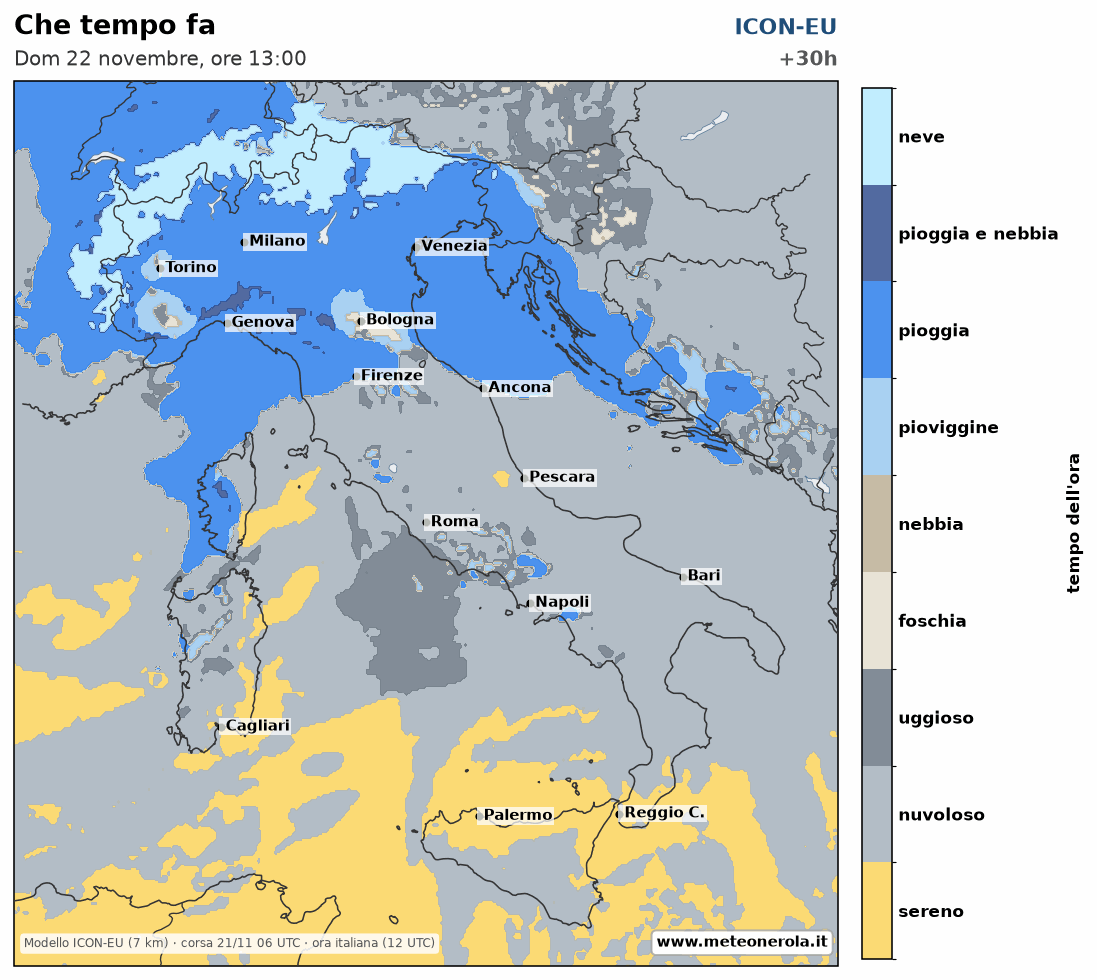 Che tempo fa
ICON-EU
Dom 22 novembre, ore 13:00
+30h
neve
pioggia e nebbia
pioggia
pioviggine
nebbia
foschia
uggioso
nuvoloso
sereno
tempo dell'ora
Milano
Venezia
Torino
Genova
Bologna
Firenze
Ancona
Pescara
Roma
Bari
Napoli
Cagliari
Palermo
Reggio C.
Modello ICON-EU (7 km) · corsa 21/11 06 UTC · ora italiana (12 UTC)
www.meteonerola.it